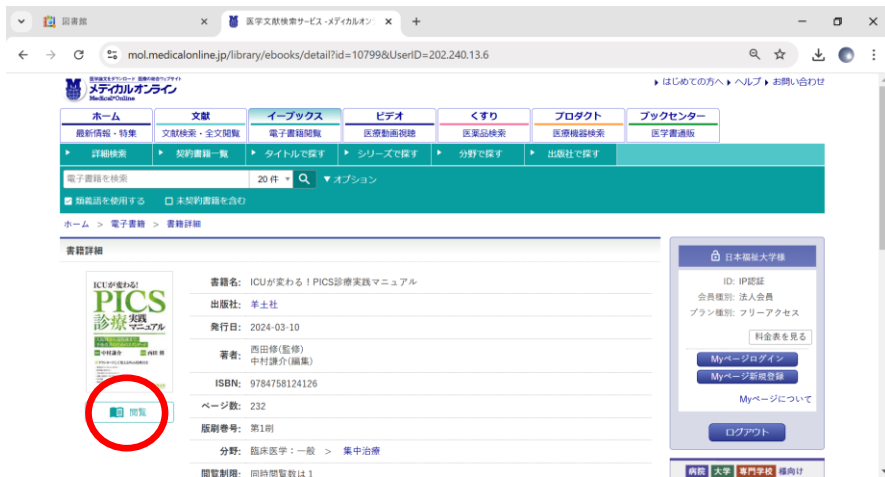 図書館
医学文献検索サービス -メディカルオン
mol.medicalonline.jp/library/ebooks/detail?id=10799&UserID=202.240.13.6
メディカルオンライン
Medical*Online
はじめての方へ ヘルプ お問い合わせ
ホーム 文献 イーブックス ビデオ くすり プロダクト ブックセンター
最新情報・特集 文献検索・全文閲覧 電子書籍閲覧 医療動画視聴 医薬品検索 医療機器検索 医学書通販
詳細検索 契約書籍一覧 タイトルで探す シリーズで探す 分野で探す 出版社で探す
電子書籍を検索 20 件 ▼オプション
類義語を使用する 未契約書籍を含む
ホーム > 電子書籍 > 書籍詳細
書籍詳細
ICUが変わる!
PICS
診療実践
マニュアル
閲覧
書籍名: ICUが変わる！PICS診療実践マニュアル
出版社: 羊土社
発行日: 2024-03-10
著者: 西田修(監修)
中村謙介(編集)
ISBN: 9784758124126
ページ数: 232
版刷巻号: 第1刷
分野: 臨床医学：一般 > 集中治療
閲覧制限: 同時閲覧数は 1
日本福祉大学様
ID: IP認証
会員種別: 法人会員
プラン種別: フリーアクセス
料金表を見る
Myページログイン
Myページ新規登録
Myページについて
ログアウト
病院 大学 専門学校 様向け